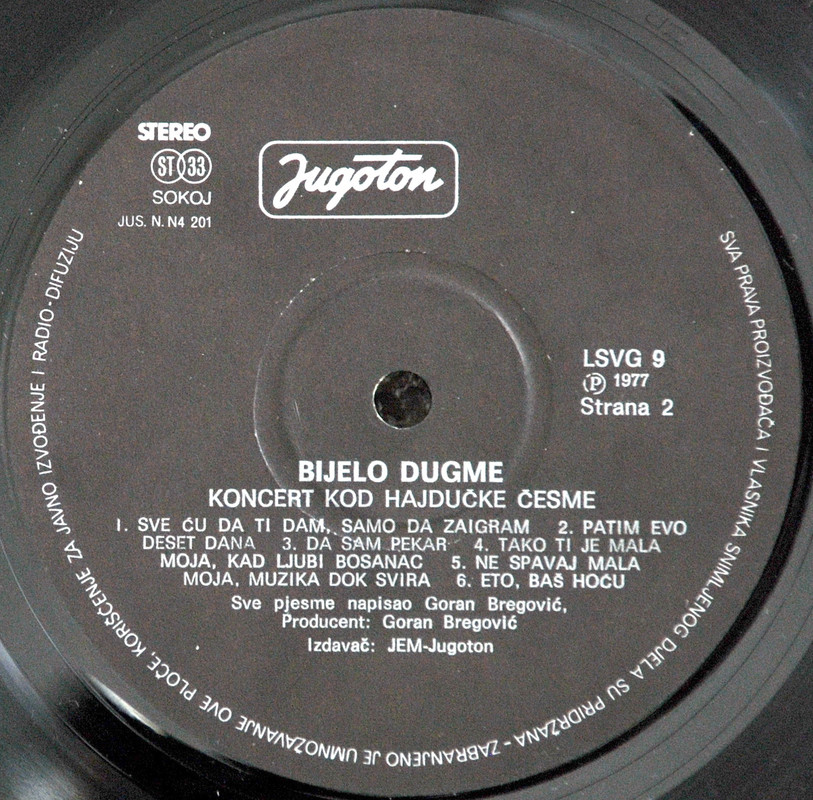 STEREO
ST 33
SOKOJ
JUS. N. N4 201
Jugoton
LSVG 9
Ⓟ 1977
Strana 2
BIJELO DUGME
KONCERT KOD HAJDUČKE ČESME
1. SVE ĆU DA TI DAM, SAMO DA ZAIGRAM 2. PATIM EVO
DESET DANA 3. DA SAM PEKAR 4. TAKO TI JE MALA
MOJA, KAD LJUBI BOSANAC 5. NE SPAVAJ MALA
MOJA, MUZIKA DOK SVIRA 6. ETO, BAŠ HOĆU
Sve pjesme napisao Goran Bregović,
Producent: Goran Bregović
Izdavač: JEM-Jugoton
SVA PRAVA PROIZVOĐAČA I VLASNIKA SNIMLJENOG DJELA SU PRIDRŽANA - ZABRANJENO JE UMNOŽAVANJE OVE PLOČE, KORIŠĆENJE ZA JAVNO IZVOĐENJE I RADIO-DIFUZIJU